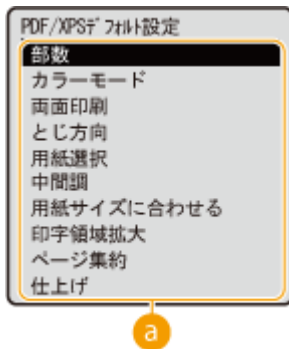 PDF/XPSﾃﾞﾌｫﾙﾄ設定
部数
カラーモード
両面印刷
とじ方向
用紙選択
中間調
用紙サイズに合わせる
印字領域拡大
ページ集約
仕上げ
a